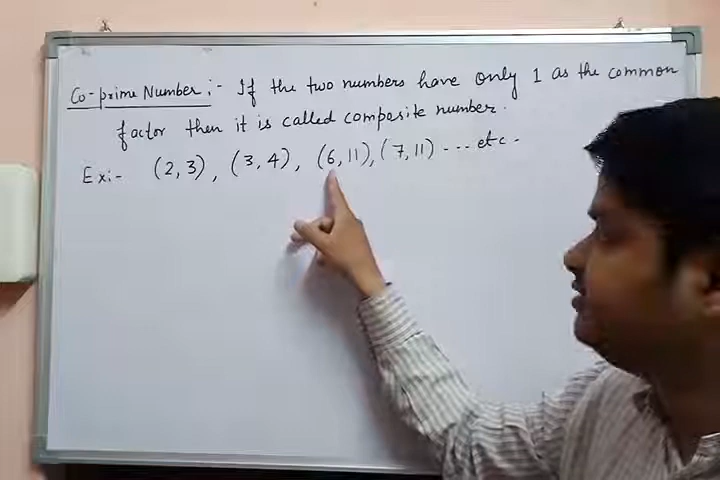 Co-prime Number :- If the two numbers have only 1 as the common
factor then it is called composite number.
Ex:- (2,3), (3,4), (6,11), (7,11) --- etc.